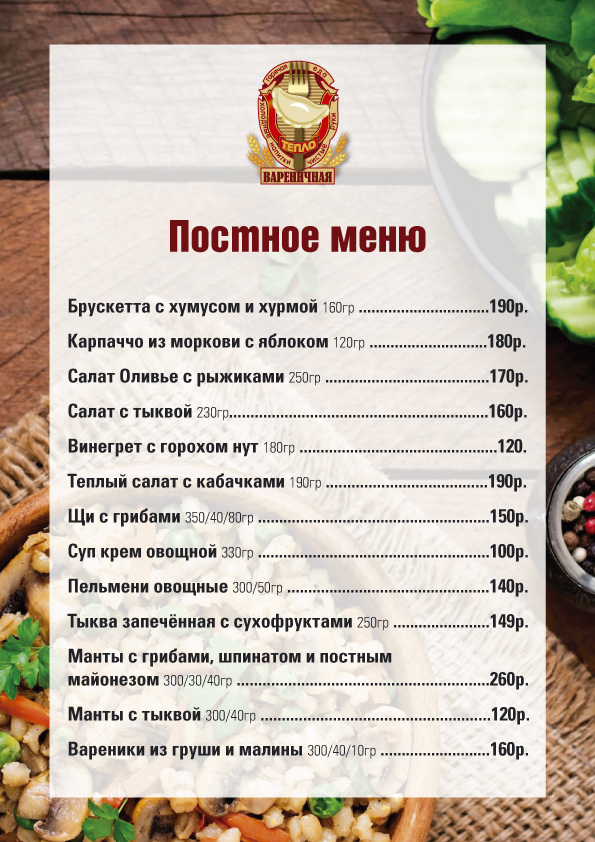 горячая еда
холодные напитки чистые руки
ТЕПЛО
ВАРЕНИЧНАЯ
Постное меню
Брускетта с хумусом и хурмой 160гр ...............................190р.
Карпаччо из моркови с яблоком 120гр ............................180р.
Салат Оливье с рыжиками 250гр .......................................170р.
Салат с тыквой 230гр.............................................................160р.
Винегрет с горохом нут 180гр ...............................................120.
Теплый салат с кабачками 190гр ......................................190р.
Щи с грибами 350/40/80гр .......................................................150р.
Суп крем овощной 330гр .......................................................100р.
Пельмени овощные 300/50гр ................................................140р.
Тыква запечённая с сухофруктами 250гр .......................149р.
Манты с грибами, шпинатом и постным
майонезом 300/30/40гр ............................................................260р.
Манты с тыквой 300/40гр .......................................................120р.
Вареники из груши и малины 300/40/10гр ..........................160р.